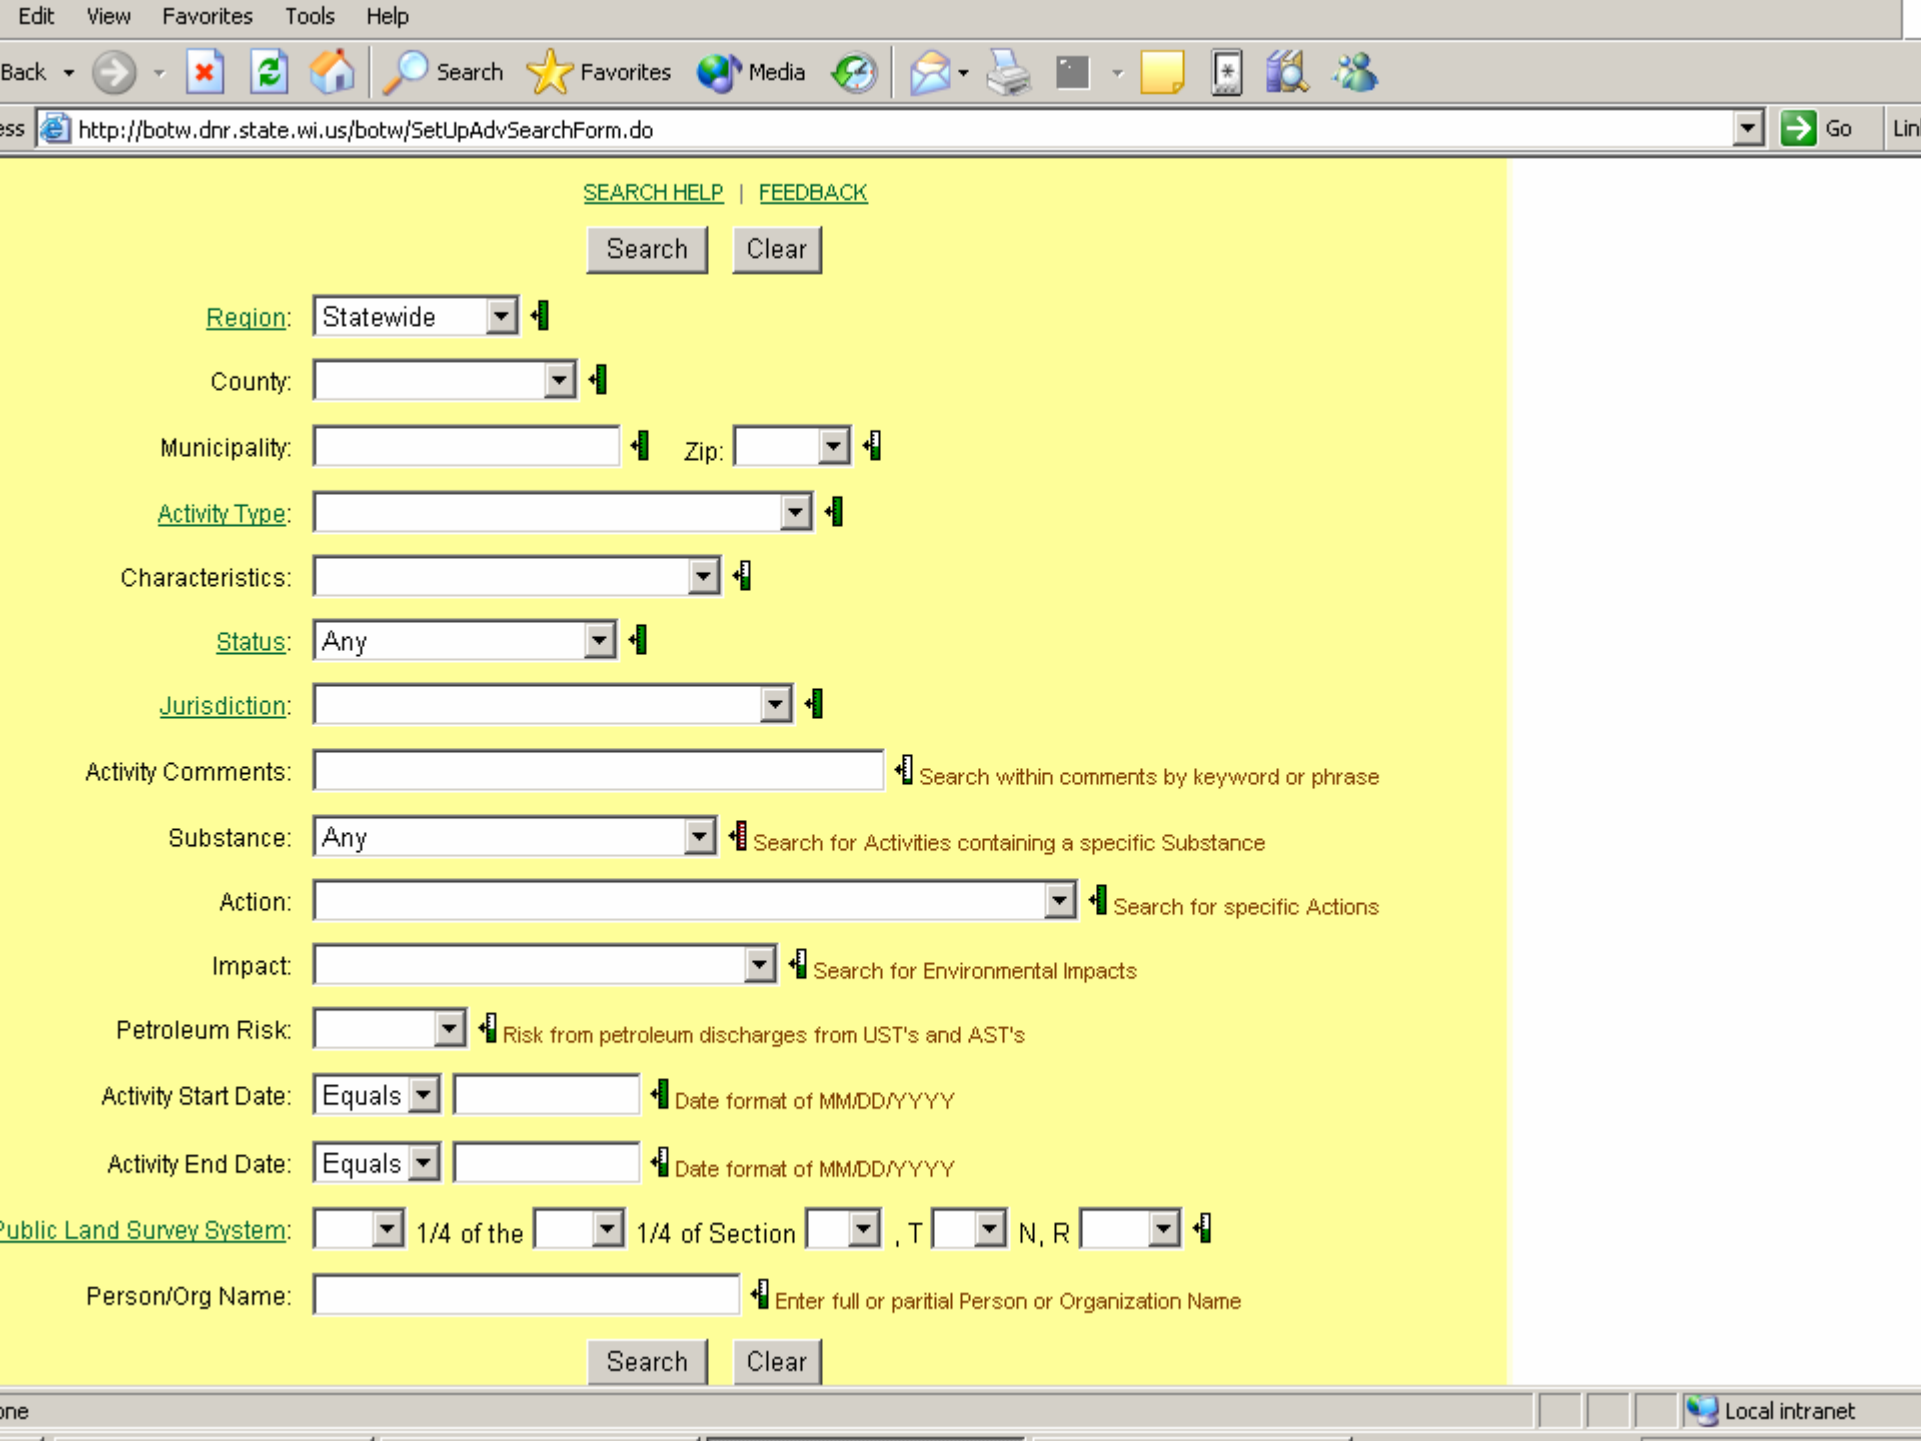 Edit View Favorites Tools Help
Back Search Favorites Media
ess http://botw.dnr.state.wi.us/botw/SetUpAdvSearchForm.do Go Lin
SEARCH HELP | FEEDBACK
Search Clear
Region: Statewide
County:
Municipality: Zip:
Activity Type:
Characteristics:
Status: Any
Jurisdiction:
Activity Comments: Search within comments by keyword or phrase
Substance: Any Search for Activities containing a specific Substance
Action: Search for specific Actions
Impact: Search for Environmental Impacts
Petroleum Risk: Risk from petroleum discharges from UST's and AST's
Activity Start Date: Equals Date format of MM/DD/YYYY
Activity End Date: Equals Date format of MM/DD/YYYY
Public Land Survey System: 1/4 of the 1/4 of Section , T N, R
Person/Org Name: Enter full or paritial Person or Organization Name
Search Clear
one Local intranet